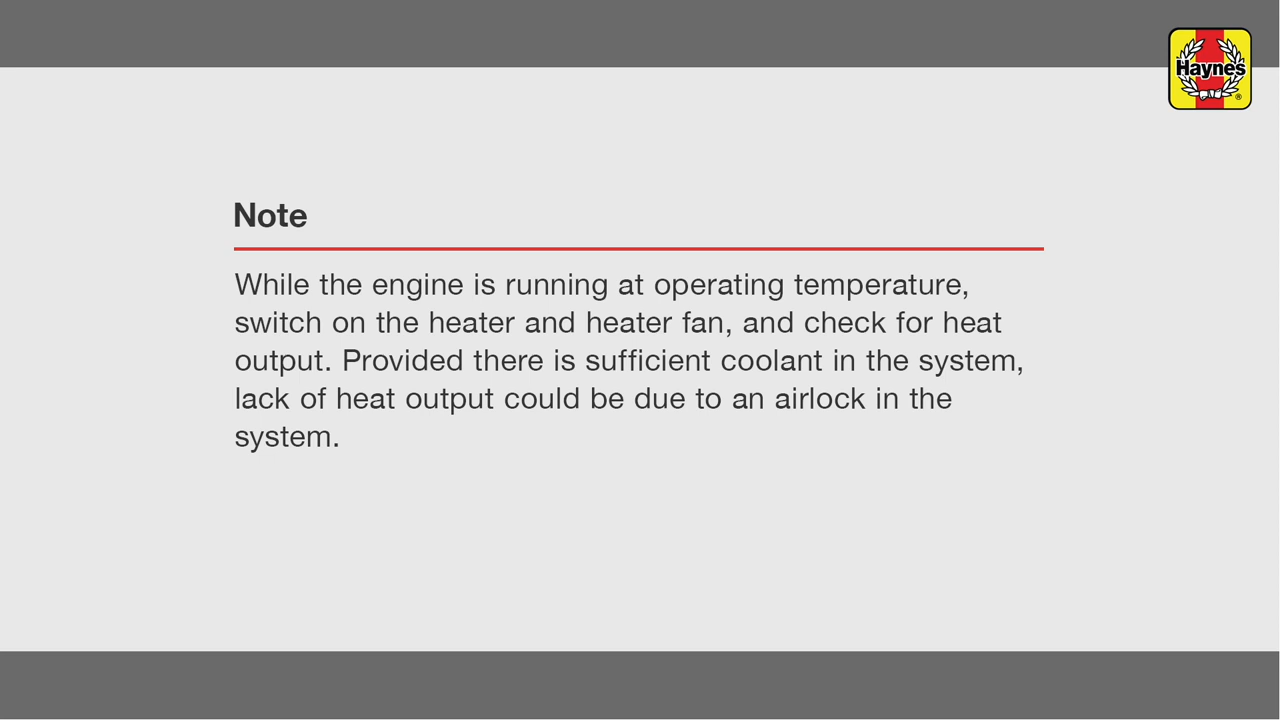 Haynes
Note
While the engine is running at operating temperature,
switch on the heater and heater fan, and check for heat
output. Provided there is sufficient coolant in the system,
lack of heat output could be due to an airlock in the
system.